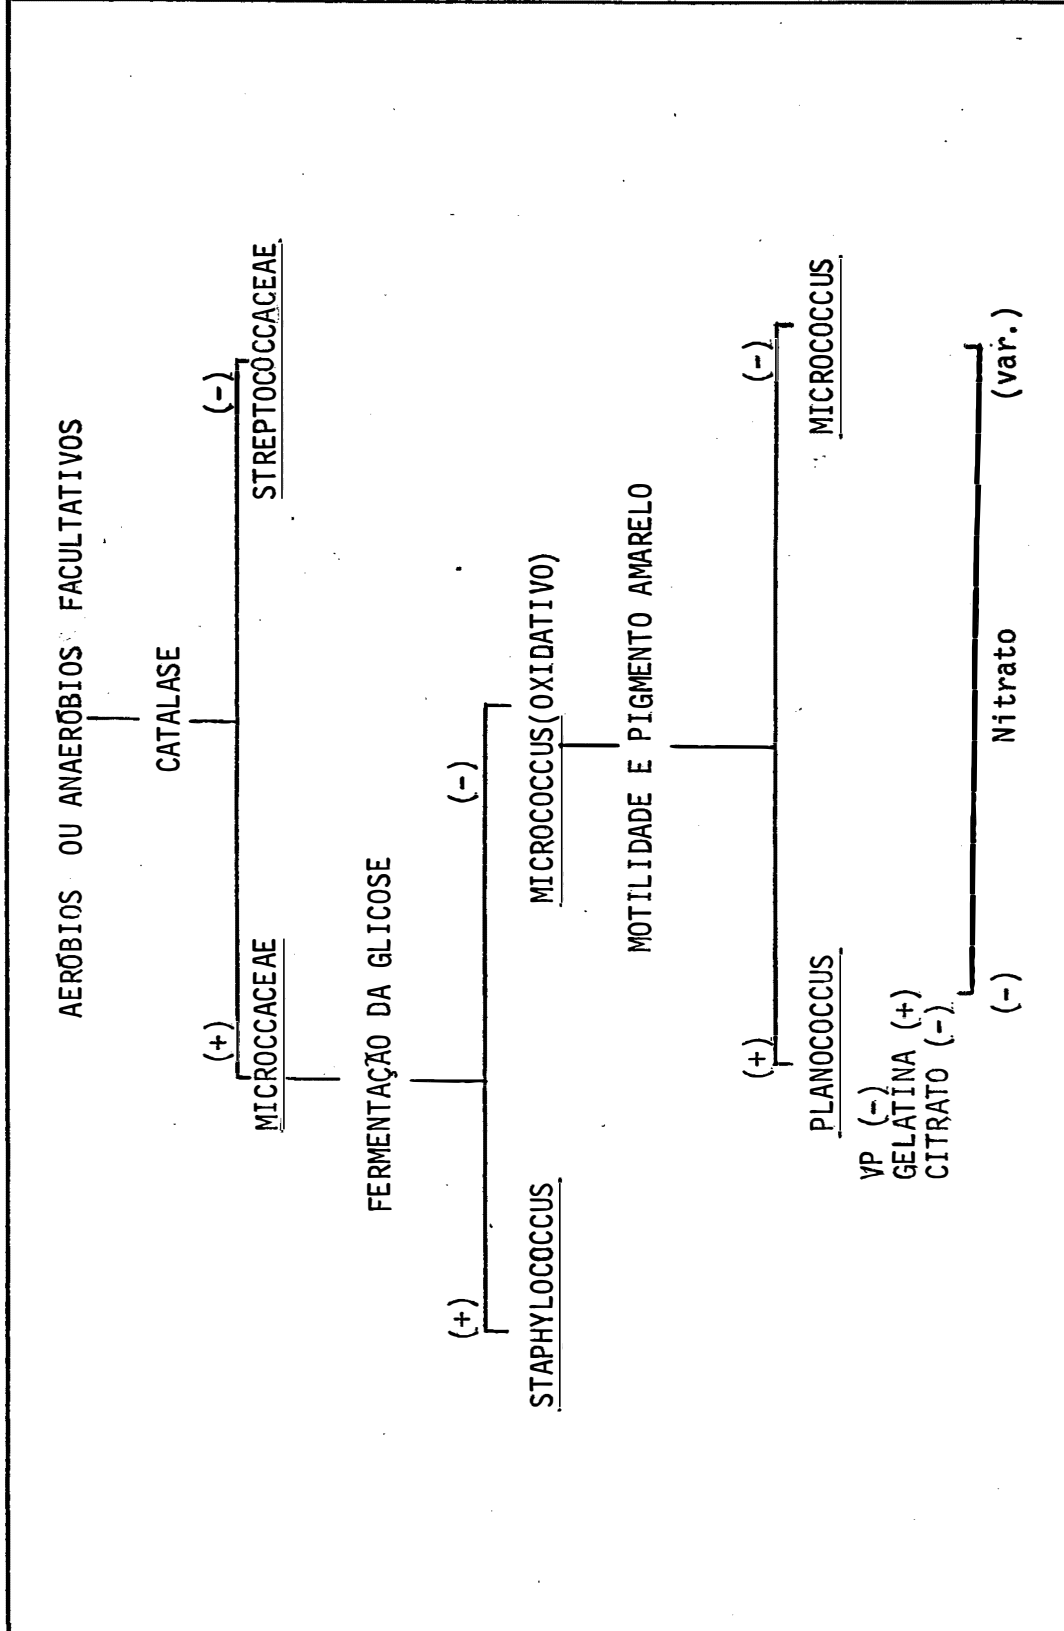 AERÓBIOS OU ANAERÓBIOS FACULTATIVOS
CATALASE
(+) (-)
MICROCCACEAE STREPTOCOCCACEAE
FERMENTAÇÃO DA GLICOSE
(+) (-)
STAPHYLOCOCCUS MICROCOCCUS(OXIDATIVO)
MOTILIDADE E PIGMENTO AMARELO
(+) (-)
PLANOCOCCUS MICROCOCCUS
VP (-)
GELATINA (+)
CITRATO (-)
(-) Nitrato (var.)